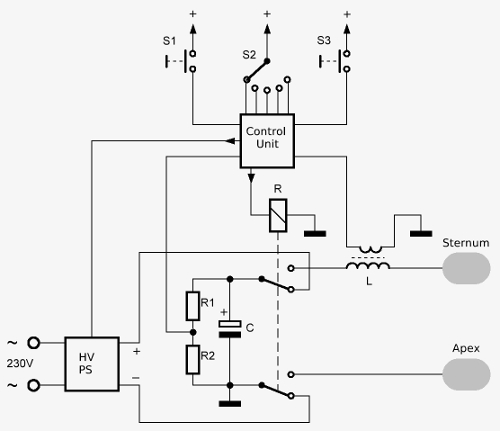 + + +
S1 S2 S3
Control
Unit
R
Sternum
L
R1 + C
~
230V
~
HV
PS
+
−
R2
Apex